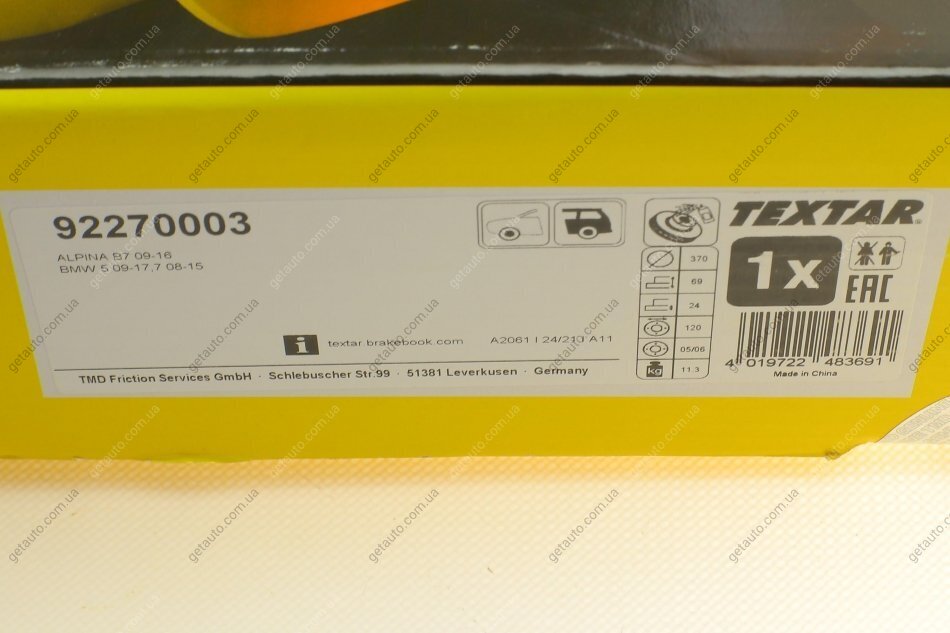 92270003
ALPINA B7 09-16
BMW 5 09-17,7 08-15
i textar.brakebook.com A2061 I 24/213 A11
TMD Friction Services GmbH · Schlebuscher Str.99 · 51381 Leverkusen · Germany
370
69
24
120
05/06
kg 11.3
TEXTAR®
1x
EAC
4 019722 483691
Made in China
getauto.com.ua